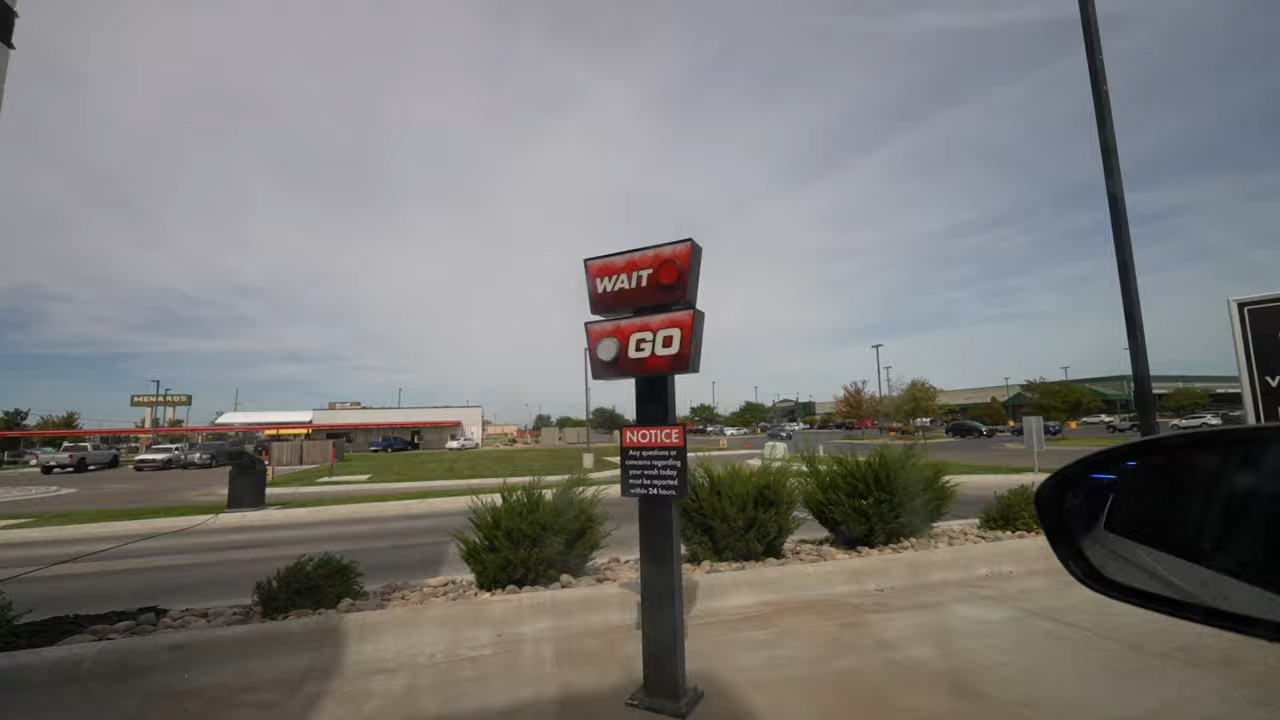 WAIT
GO
NOTICE
Any questions or
concerns regarding
your wash today
must be reported
within 24 hours.
MENARDS
V